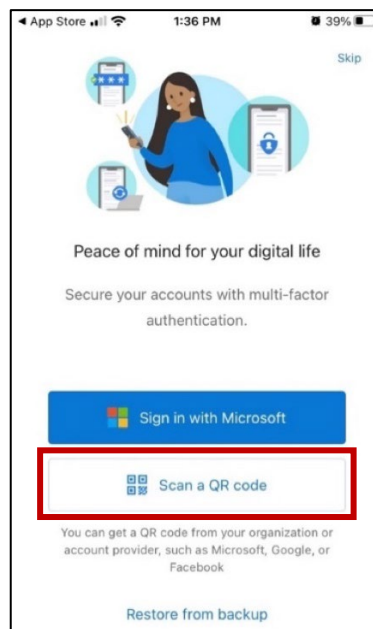 App Store 1:36 PM 39%
Skip
Peace of mind for your digital life
Secure your accounts with multi-factor
authentication.
Sign in with Microsoft
Scan a QR code
You can get a QR code from your organization or
account provider, such as Microsoft, Google, or
Facebook
Restore from backup